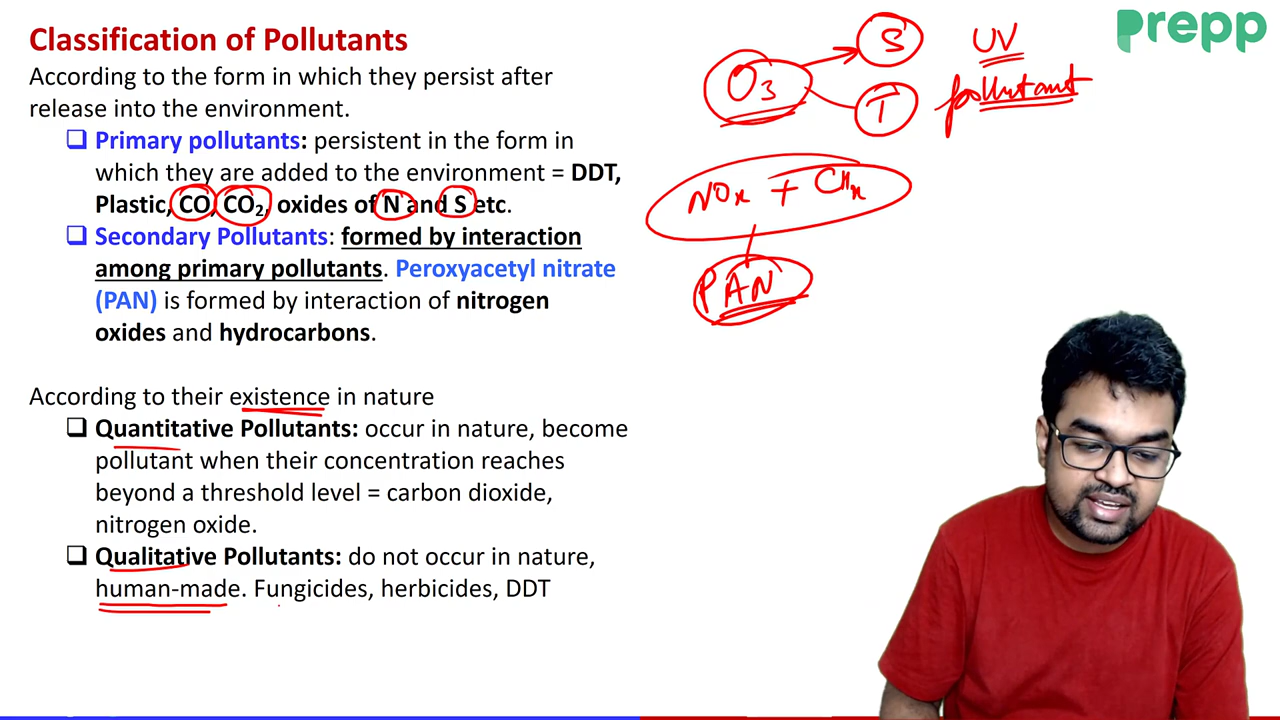 Classification of Pollutants
According to the form in which they persist after
release into the environment.
❑ Primary pollutants: persistent in the form in
which they are added to the environment = DDT,
Plastic, CO, CO₂, oxides of N and S etc.
❑ Secondary Pollutants: formed by interaction
among primary pollutants. Peroxyacetyl nitrate
(PAN) is formed by interaction of nitrogen
oxides and hydrocarbons.
According to their existence in nature
❑ Quantitative Pollutants: occur in nature, become
pollutant when their concentration reaches
beyond a threshold level = carbon dioxide,
nitrogen oxide.
❑ Qualitative Pollutants: do not occur in nature,
human-made. Fungicides, herbicides, DDT
O₃
S
UV
T
pollutant
NOx + CHx
PAN
prepp